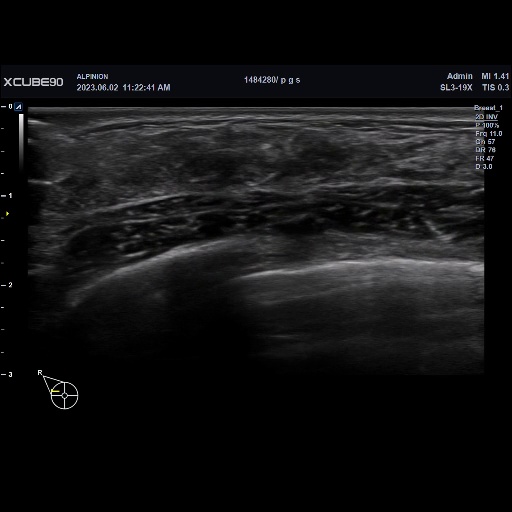 XCUBE90
ALPINION
2023.06.02 11:22:41 AM
1484280/ p g s
Admin MI 1.41
SL3-19X TIS 0.3
Breast_1
2D INV
P 100%
Frq 11.0
Gn 57
DR 76
FR 47
D 3.0
0
1
2
3
R